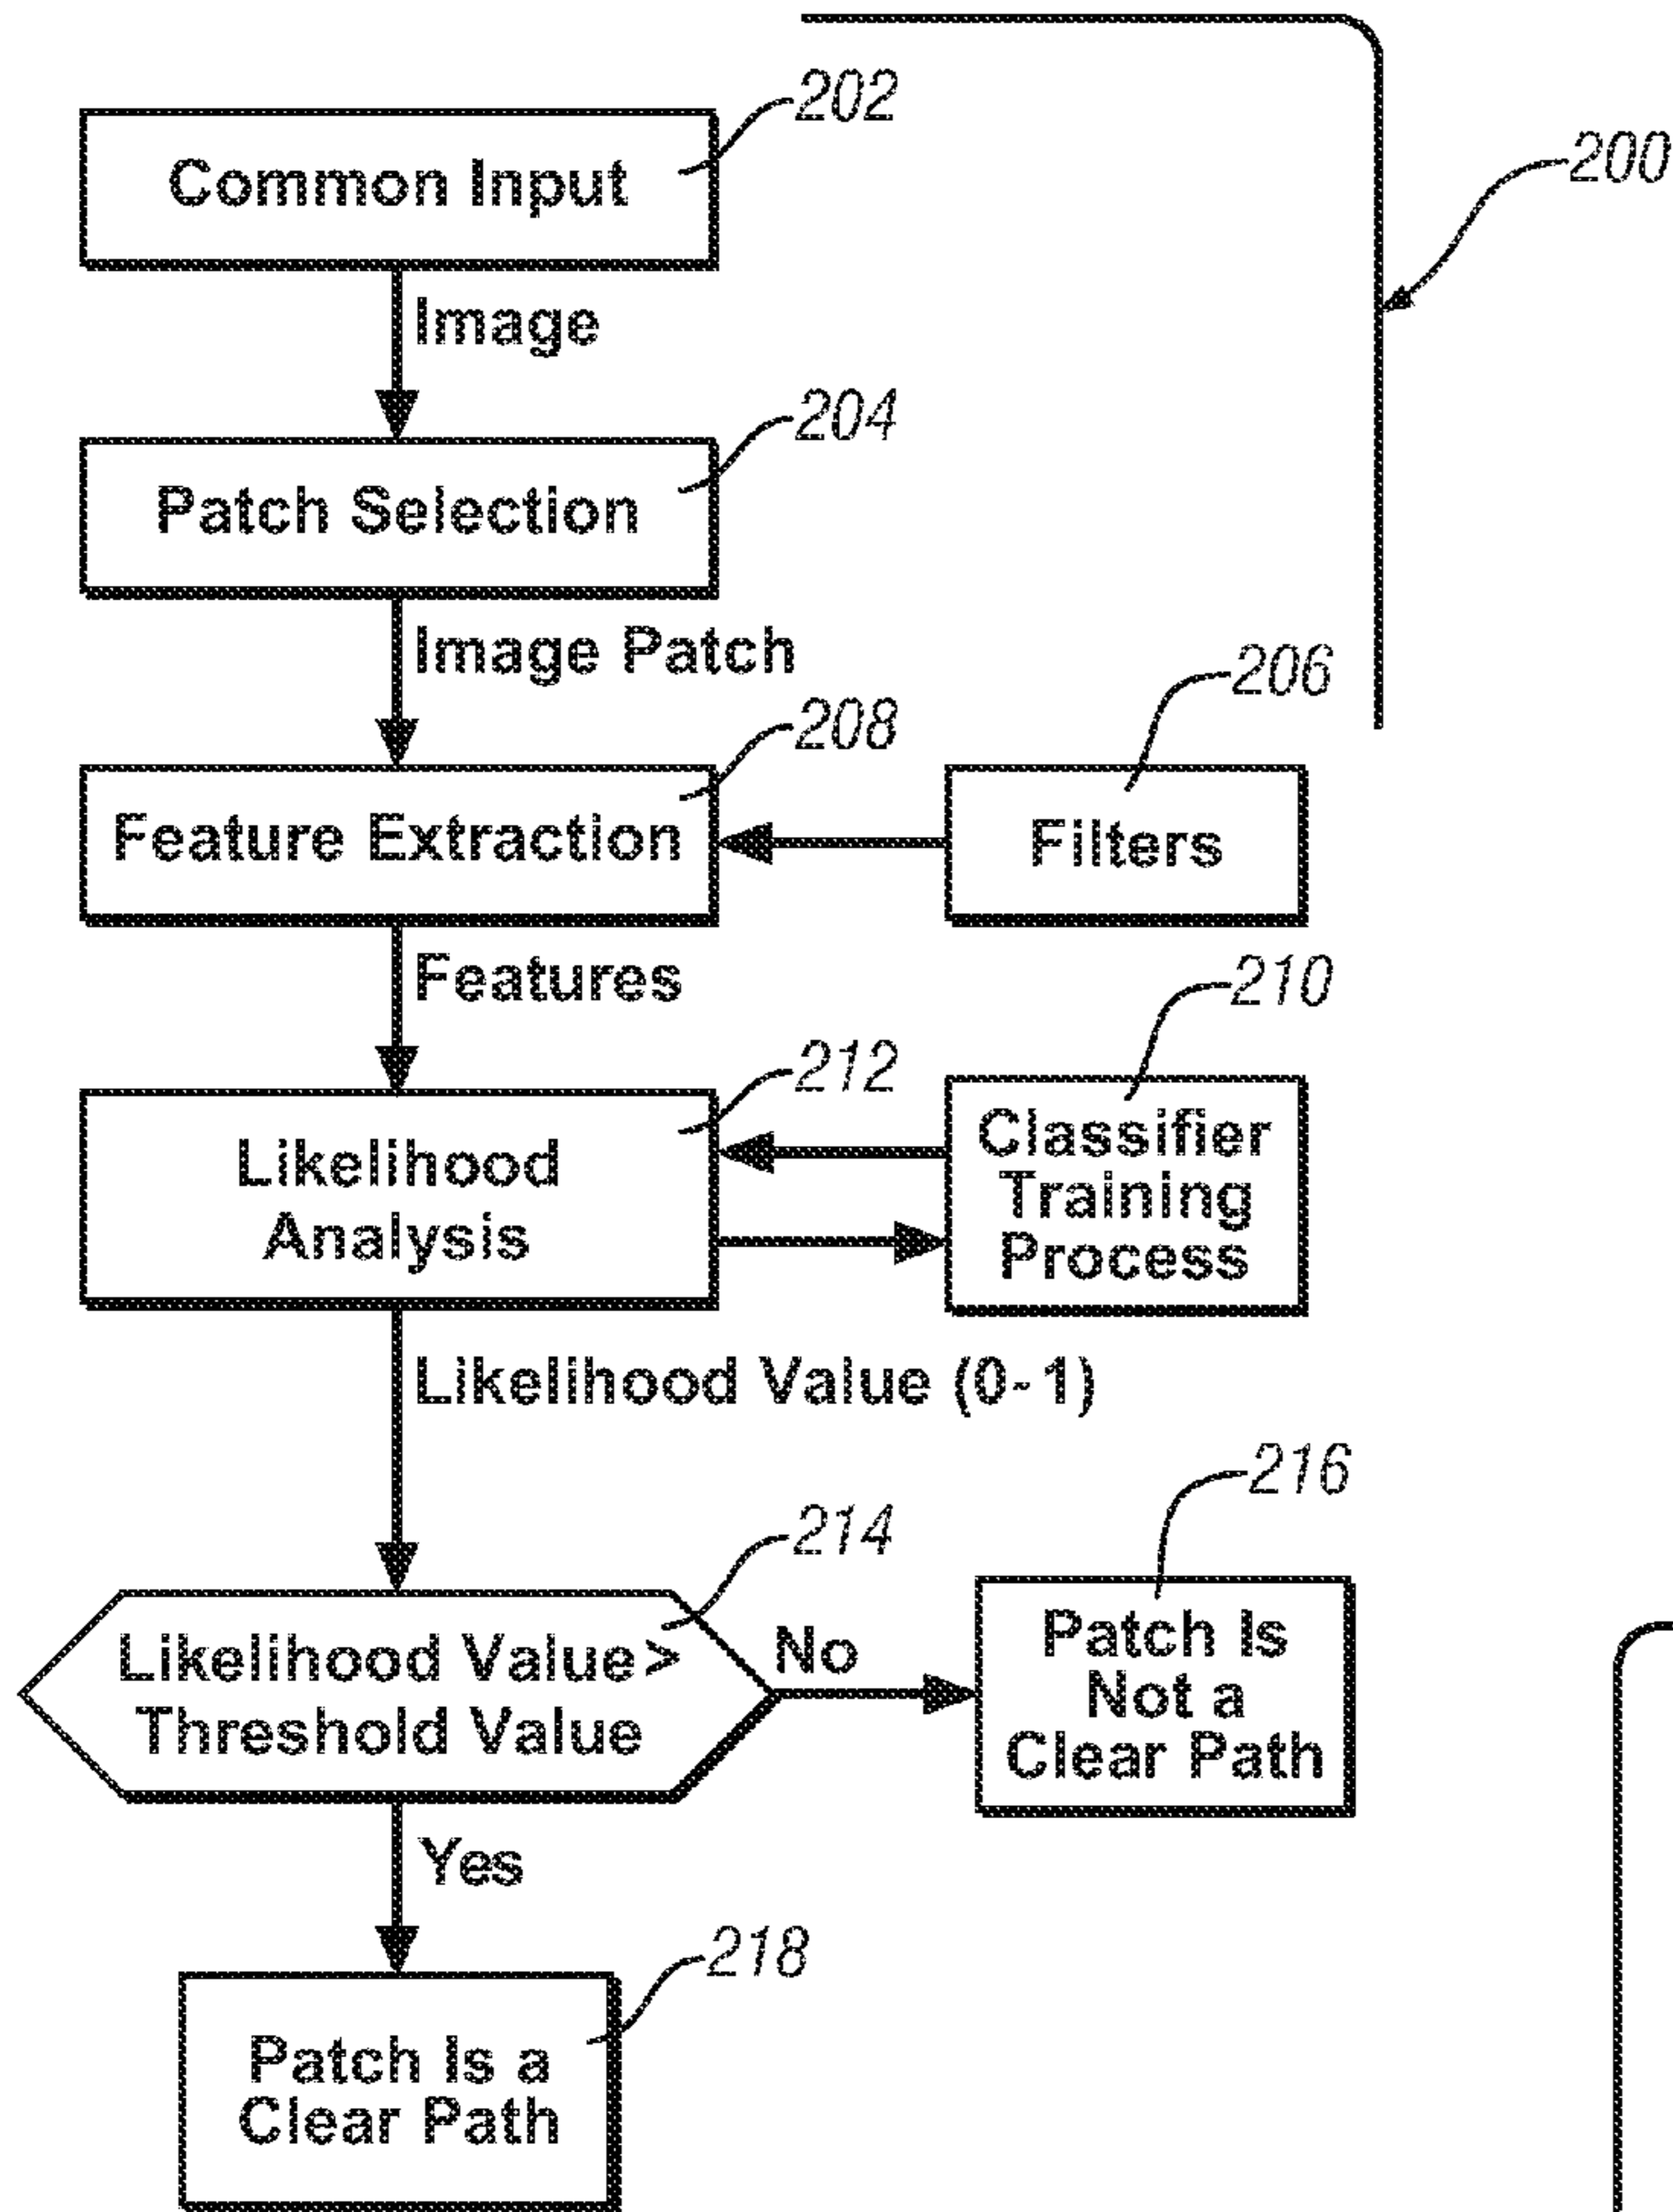 202
Common Input
200
Image
204
Patch Selection
Image Patch
206
208
Feature Extraction
Filters
Features
210
212
Likelihood
Analysis
Classifier
Training
Process
Likelihood Value (0-1)
216
214
Likelihood Value >
Threshold Value
No
Patch Is
Not a
Clear Path
Yes
218
Patch Is a
Clear Path